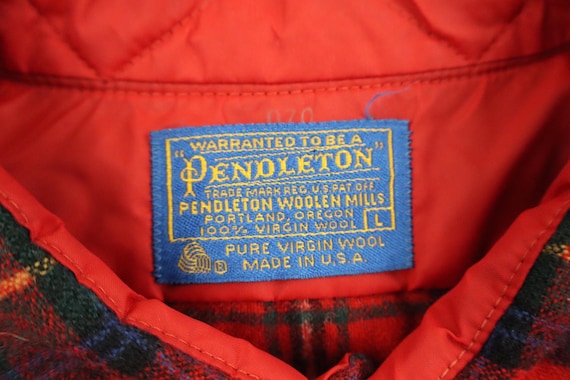 070
WARRANTED TO BE A
"PENDLETON"
TRADE MARK REG. U.S. PAT. OFF.
PENDLETON WOOLEN MILLS
PORTLAND, OREGON
100% VIRGIN WOOL L
PURE VIRGIN WOOL
® MADE IN U.S.A.